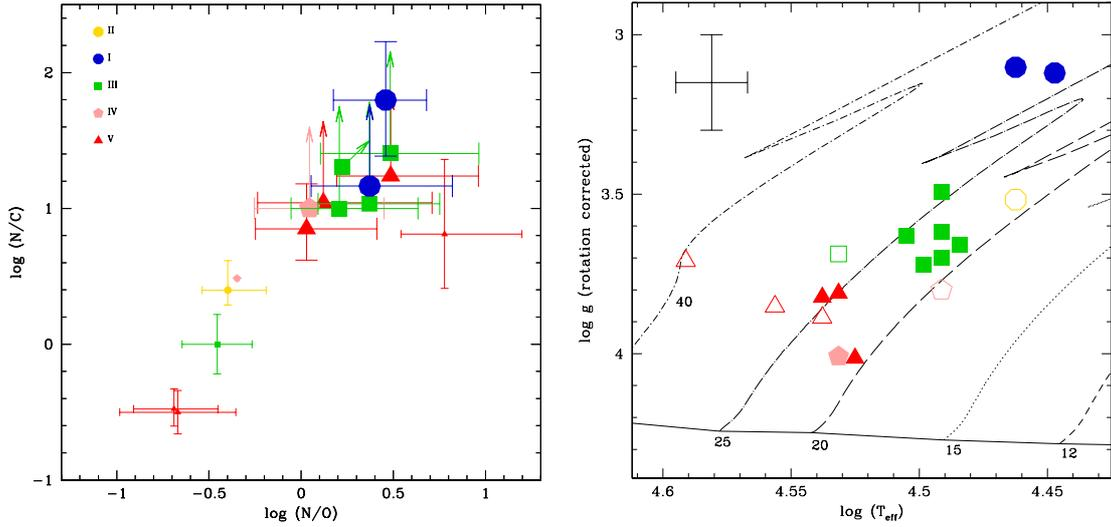 II
I
III
IV
V
2
1
0
−1
log (N/C)
−1
−0.5
0
0.5
1
log (N/O)
3
3.5
4
log g (rotation corrected)
40
25
20
15
12
4.6
4.55
4.5
4.45
log (Teff)